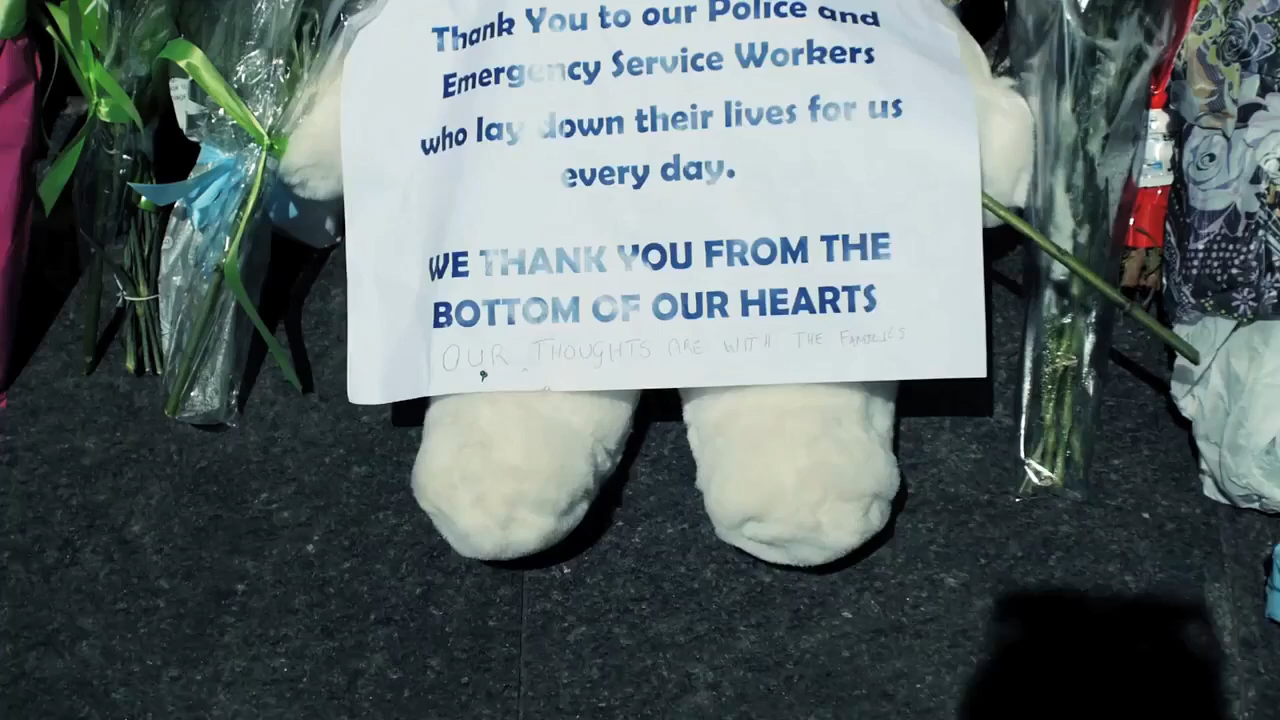 Thank You to our Police and
Emergency Service Workers
who lay down their lives for us
every day.
WE THANK YOU FROM THE
BOTTOM OF OUR HEARTS
OUR THOUGHTS ARE WITH THE FAMILIES